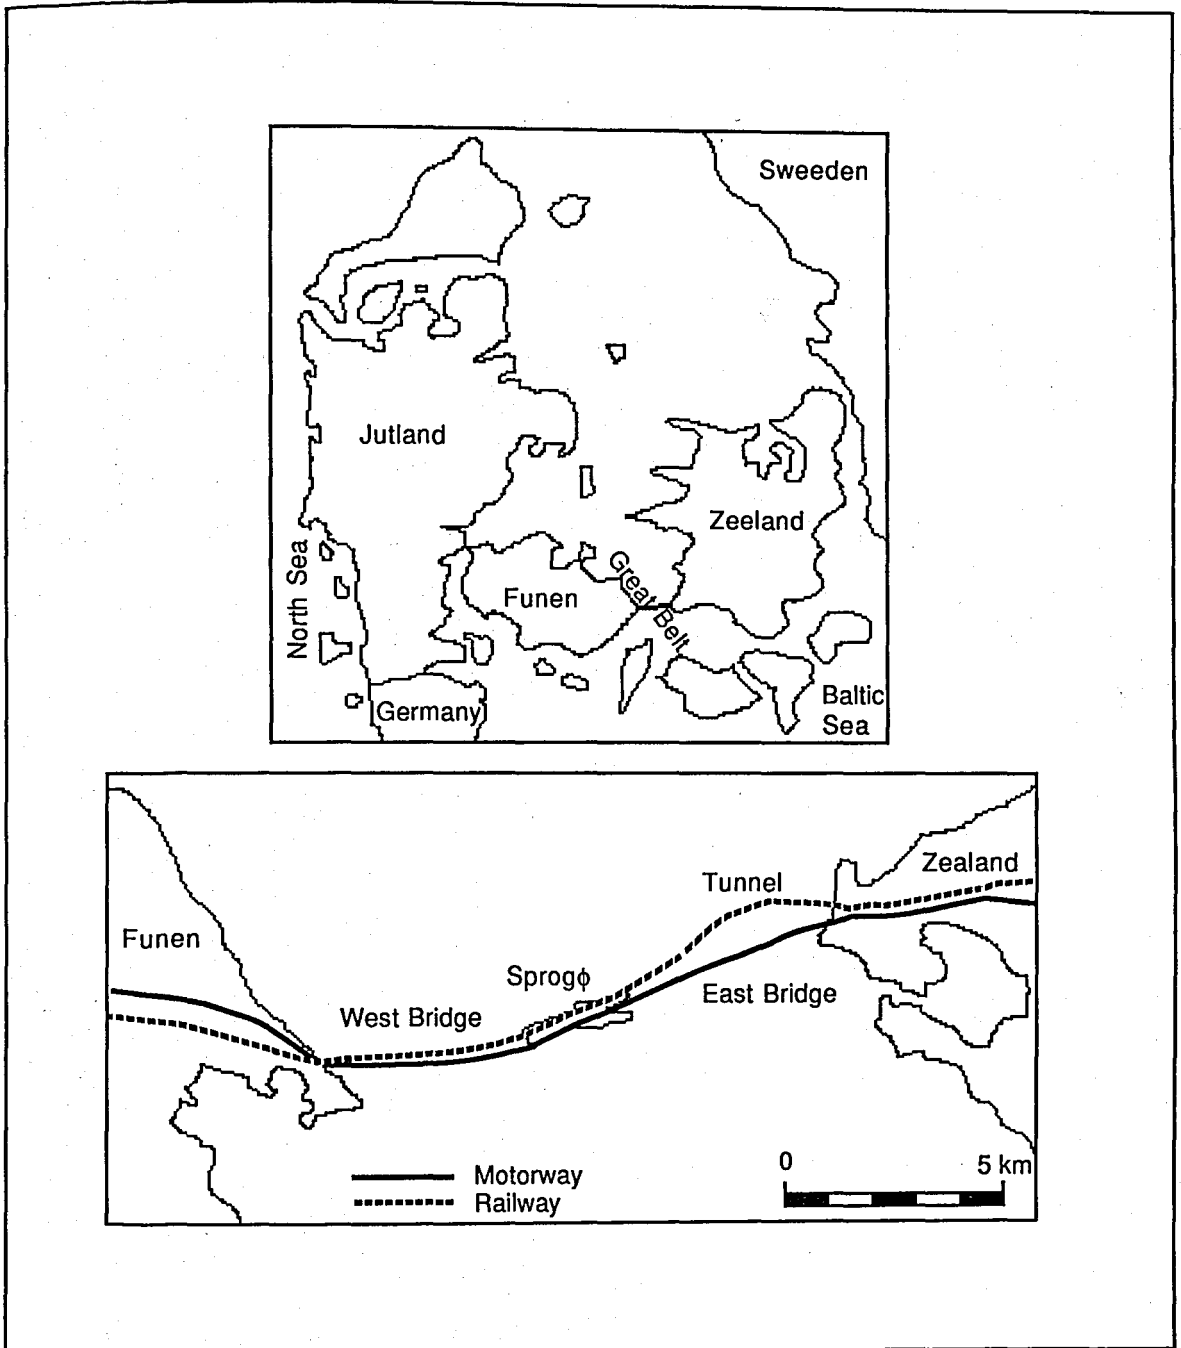 Sweeden
Jutland
Zeeland
North Sea
Great Belt
Funen
Baltic
Sea
Germany
Zealand
Tunnel
Funen
Sprogϕ
East Bridge
West Bridge
0 5 km
Motorway
Railway